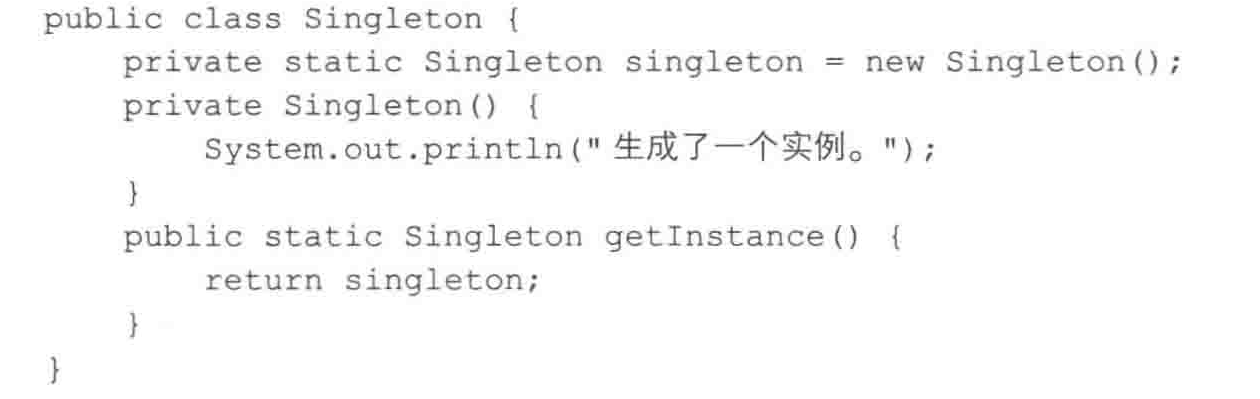 public class Singleton {
    private static Singleton singleton = new Singleton();
    private Singleton() {
        System.out.println(" 生成了一个实例。");
    }
    public static Singleton getInstance() {
        return singleton;
    }
}